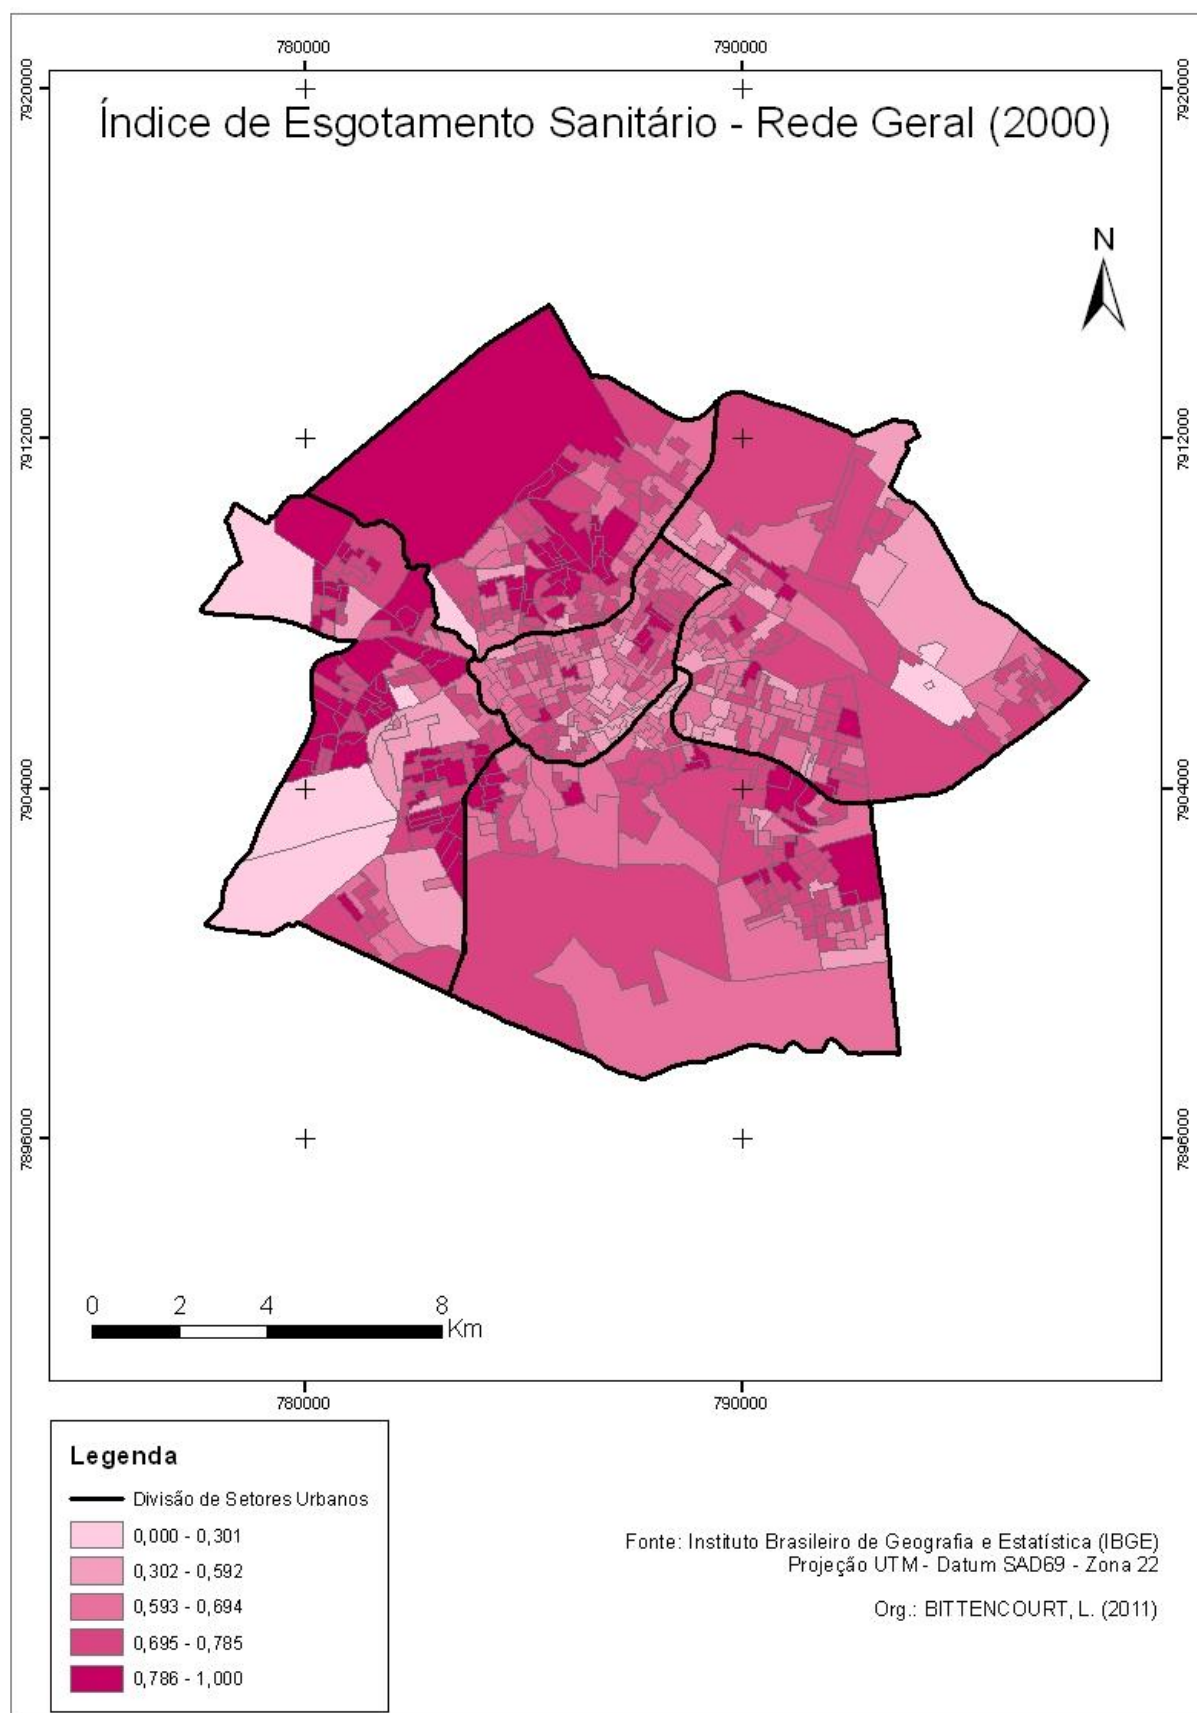 780000
790000
7920000
7920000
Índice de Esgotamento Sanitário - Rede Geral (2000)
N
7912000
7912000
7904000
7904000
7896000
7896000
0 2 4 8
Km
780000
790000
Legenda
Divisão de Setores Urbanos
0,000 - 0,301
0,302 - 0,592
0,593 - 0,694
0,695 - 0,785
0,786 - 1,000
Fonte: Instituto Brasileiro de Geografia e Estatística (IBGE)
Projeção UTM - Datum SAD69 - Zona 22
Org.: BITTENCOURT, L. (2011)